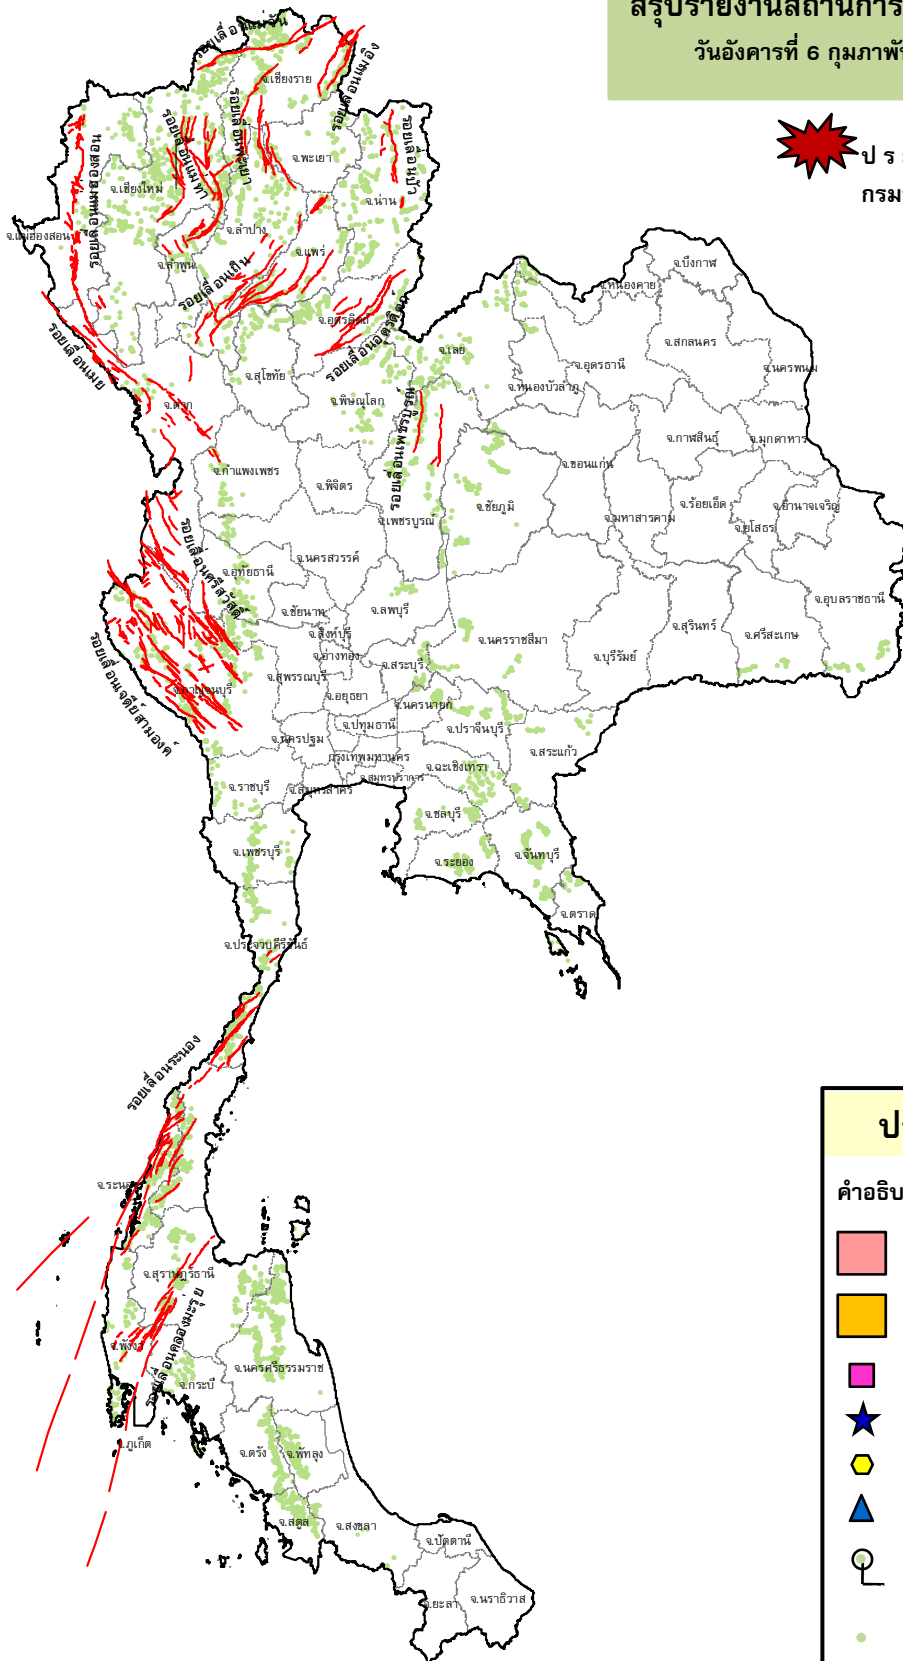 สรุปรายงานสถานการ
วันอังคารที่ 6 กุมภาพั
ป ร
กรม
รอยเลื่อนแม่จัน
จ.เชียงราย
รอยเลื่อนแม่อิง
รอยเลื่อนพะเยา
รอยเลื่อนแม่ทา
รอยเลื่อนปัว
จ.พะเยา
รอยเลื่อนแม่ฮ่องสอน
จ.เชียงใหม่
จ.น่าน
จ.แม่ฮ่องสอน
จ.ลำปาง
จ.แพร่
จ.ลำพูน
รอยเลื่อนเถิน
จ.บึงกาฬ
จ.หนองคาย
จ.อุตรดิตถ์
รอยเลื่อนอุตรดิตถ์
รอยเลื่อนเมย
จ.เลย
จ.สกลนคร
จ.อุดรธานี
จ.นครพนม
จ.สุโขทัย
จ.หนองบัวลำภู
จ.ตาก
จ.พิษณุโลก
รอยเลื่อนเพชรบูรณ์
จ.กาฬสินธุ์
จ.มุกดาหาร
จ.กำแพงเพชร
จ.ขอนแก่น
จ.พิจิตร
จ.เพชรบูรณ์
จ.ชัยภูมิ
จ.มหาสารคาม
จ.ร้อยเอ็ด
จ.อำนาจเจริญ
จ.ยโสธร
รอยเลื่อนศรีสวัสดิ์
จ.นครสวรรค์
จ.อุทัยธานี
จ.อุบลราชธานี
จ.ชัยนาท
จ.ลพบุรี
จ.สิงห์บุรี
จ.นครราชสีมา
จ.สุรินทร์
จ.ศรีสะเกษ
จ.อ่างทอง
จ.สระบุรี
จ.บุรีรัมย์
จ.สุพรรณบุรี
รอยเลื่อนเจดีย์สามองค์
จ.กาญจนบุรี
จ.อยุธยา
จ.นครนายก
จ.ปทุมธานี
จ.ปราจีนบุรี
จ.นครปฐม
จ.สระแก้ว
กรุงเทพมหานคร
จ.ฉะเชิงเทรา
จ.สมุทรปราการ
จ.ราชบุรี
จ.สมุทรสาคร
จ.ชลบุรี
จ.เพชรบุรี
จ.ระยอง
จ.จันทบุรี
จ.ตราด
จ.ประจวบคีรีขันธ์
รอยเลื่อนระนอง
ป
จ.ระนอง
คำอธิบ
จ.สุราษฎร์ธานี
รอยเลื่อนคลองมะรุ่ย
จ.พังงา
จ.นครศรีธรรมราช
จ.กระบี่
จ.ภูเก็ต
จ.ตรัง
จ.พัทลุง
จ.สตูล
จ.สงขลา
จ.ปัตตานี
จ.ยะลา
จ.นราธิวาส